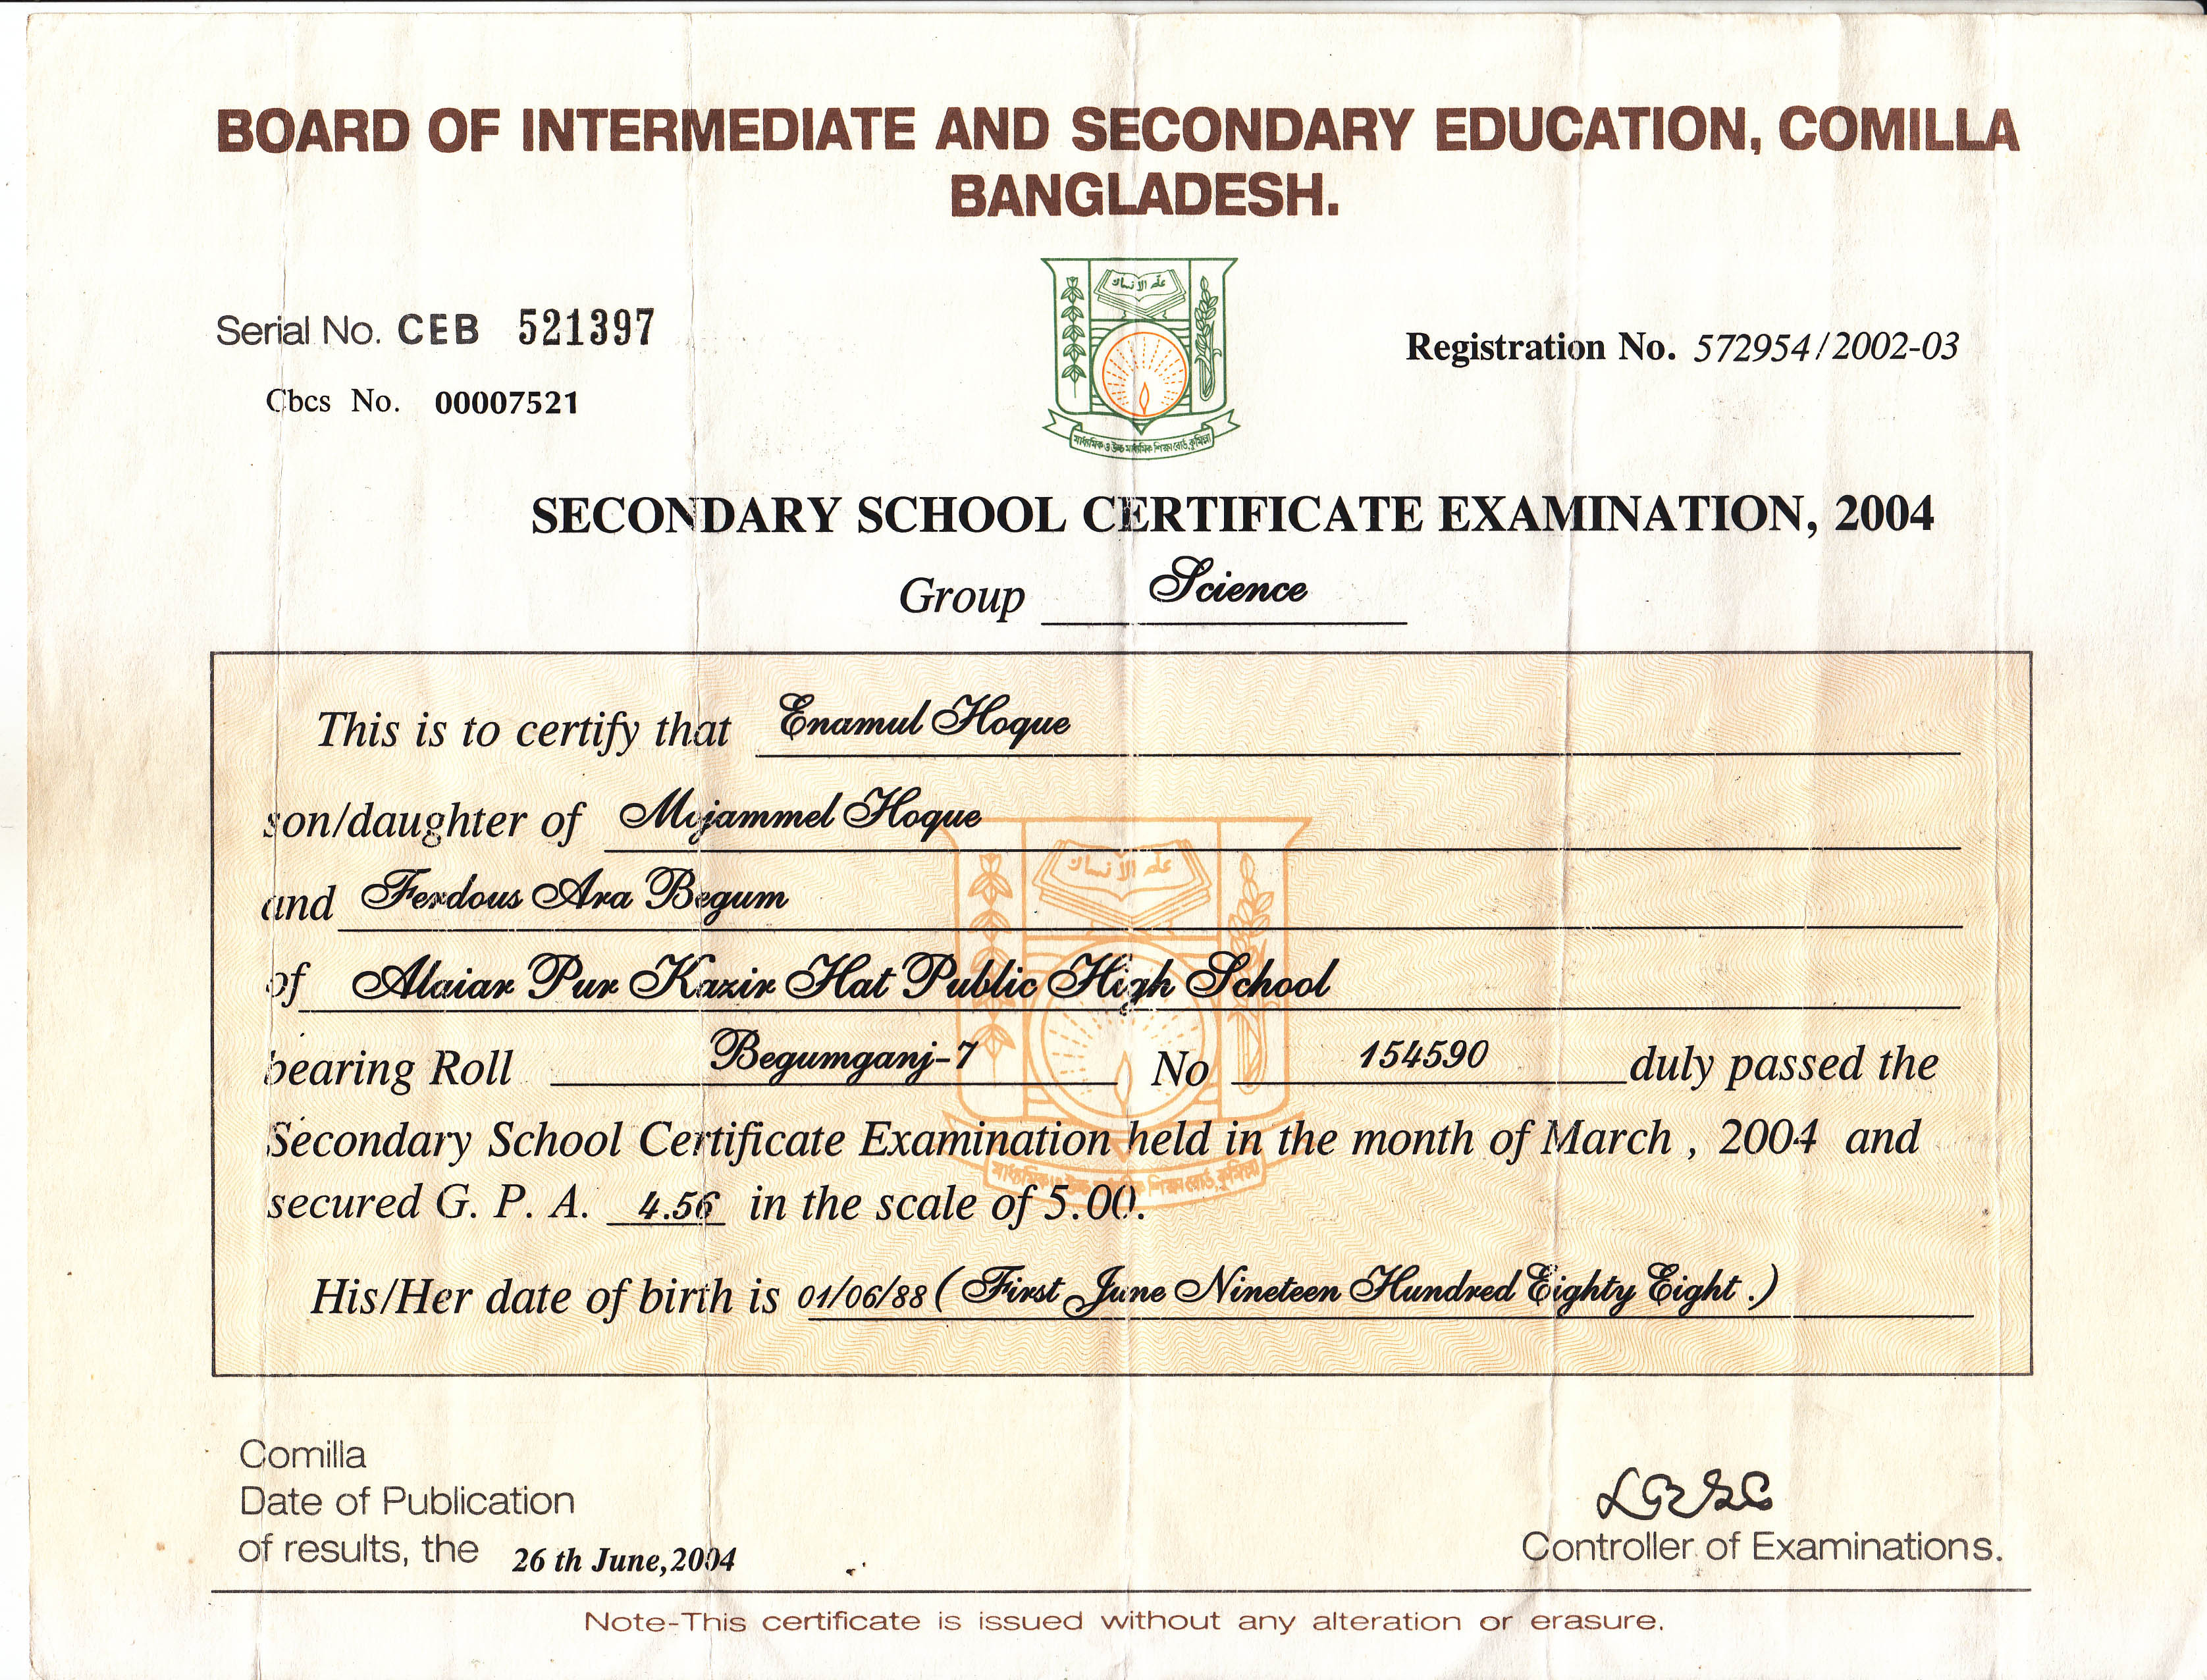 BOARD OF INTERMEDIATE AND SECONDARY EDUCATION, COMILLA
BANGLADESH.
علم الانسان
Serial No. CEB 521397
Registration No. 572954/2002-03
Cbcs No. 00007521
মাধ্যমিক ও উচ্চ মাধ্যমিক শিক্ষা বোর্ড, কুমিল্লা
SECONDARY SCHOOL CERTIFICATE EXAMINATION, 2004
Group Science
This is to certify that Enamul Hoque
son/daughter of Mojammel Hoque
علم الانسان
and Ferdous Ara Begum
of Alaiar Pur Kazir Hat Public High School
bearing Roll Begumganj-7 No 154590 duly passed the
Secondary School Certificate Examination held in the month of March , 2004 and
মাধ্যমিক ও উচ্চ মাধ্যমিক শিক্ষা বোর্ড, কুমিল্লা
secured G. P. A. 4.56 in the scale of 5.00.
His/Her date of birth is 01/06/88 ( First June Nineteen Hundred Eighty Eight .)
Comilla
Date of Publication
of results, the 26 th June,2004
Controller of Examinations.
Note-This certificate is issued without any alteration or erasure.